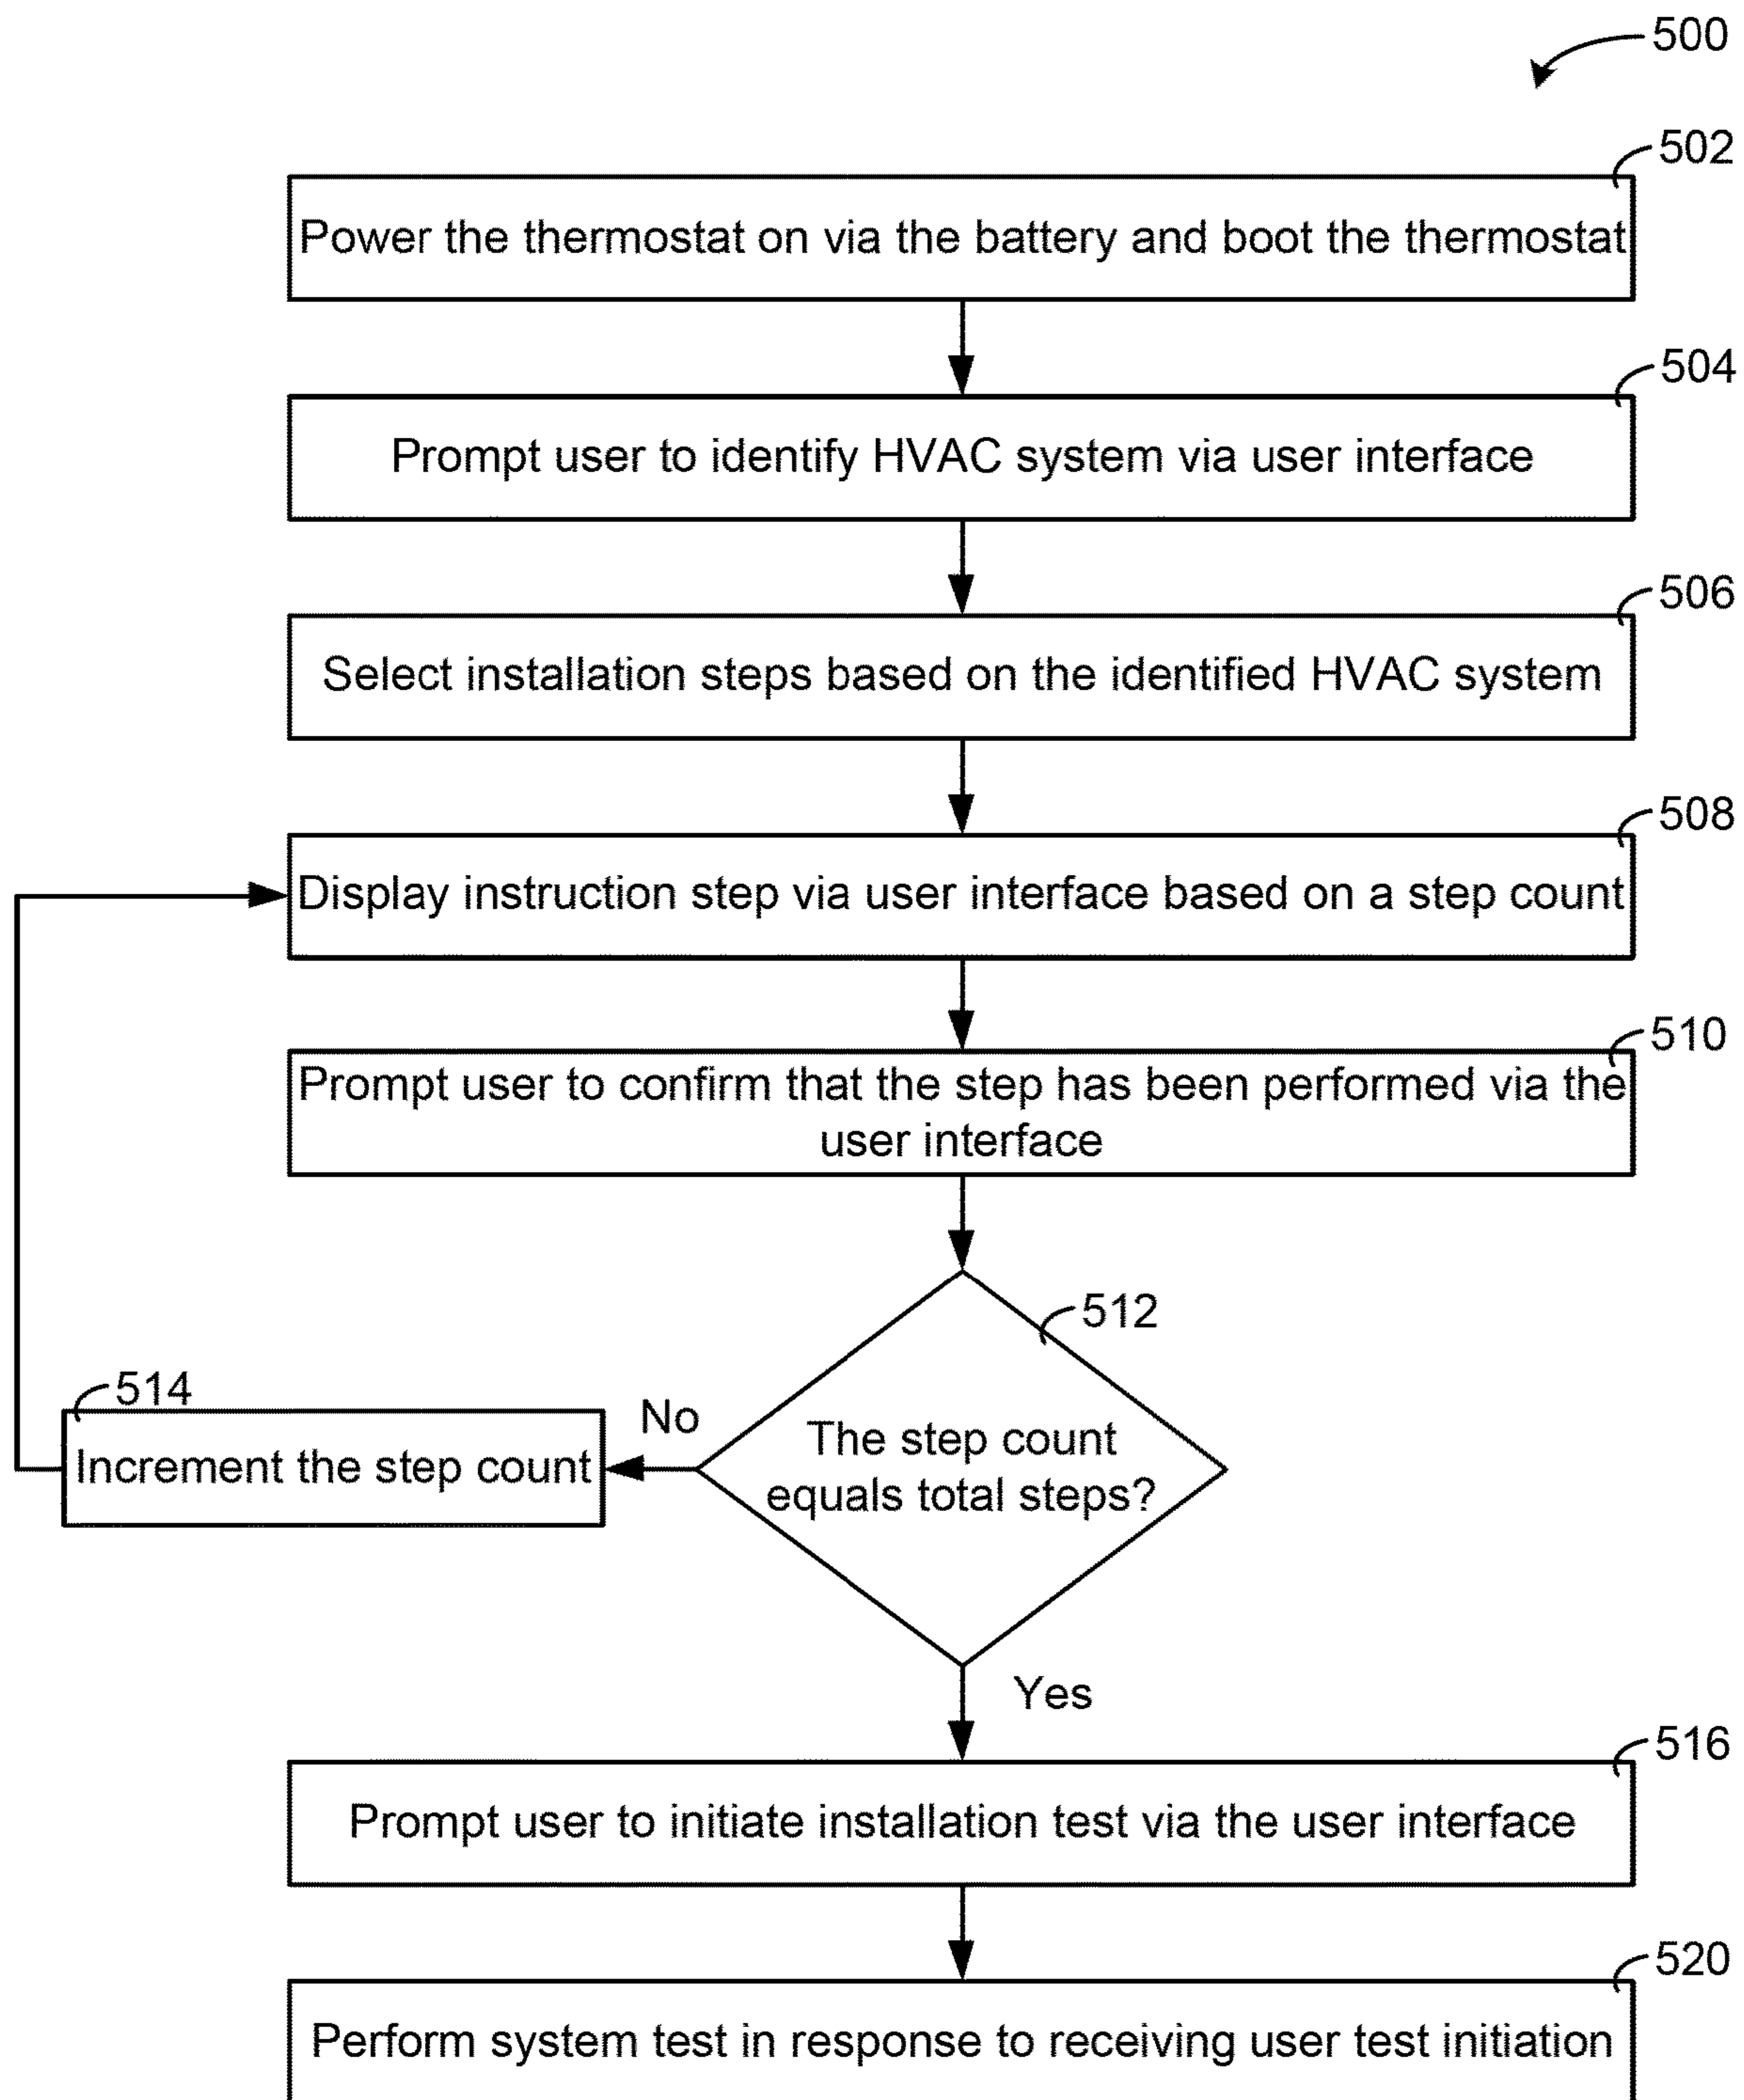 500
502
Power the thermostat on via the battery and boot the thermostat
504
Prompt user to identify HVAC system via user interface
506
Select installation steps based on the identified HVAC system
508
Display instruction step via user interface based on a step count
510
Prompt user to confirm that the step has been performed via the
user interface
512
The step count
equals total steps?
No
514
Increment the step count
Yes
516
Prompt user to initiate installation test via the user interface
520
Perform system test in response to receiving user test initiation